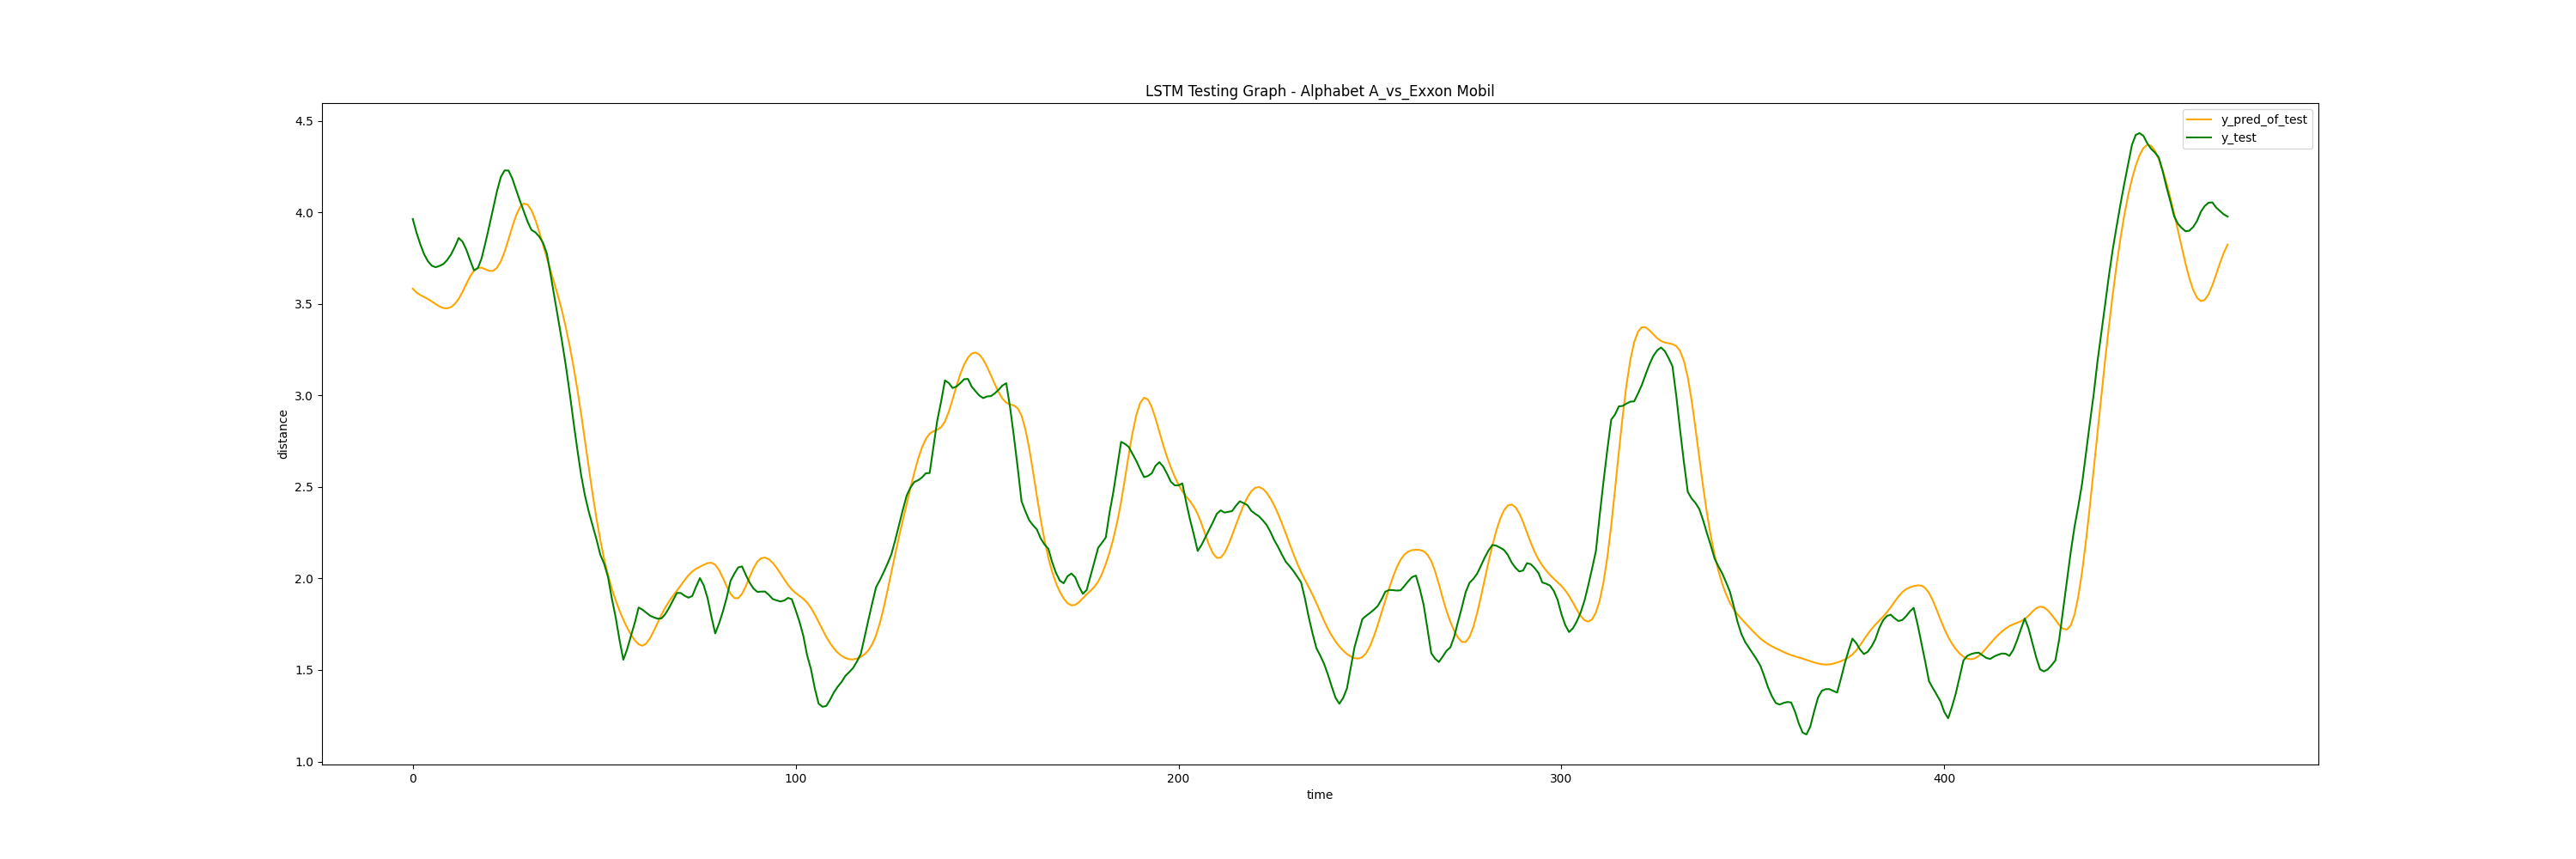 LSTM Testing Graph - Alphabet A_vs_Exxon Mobil
y_pred_of_test
y_test
4.5
4.0
3.5
3.0
2.5
2.0
1.5
1.0
distance
0 100 200 300 400
time